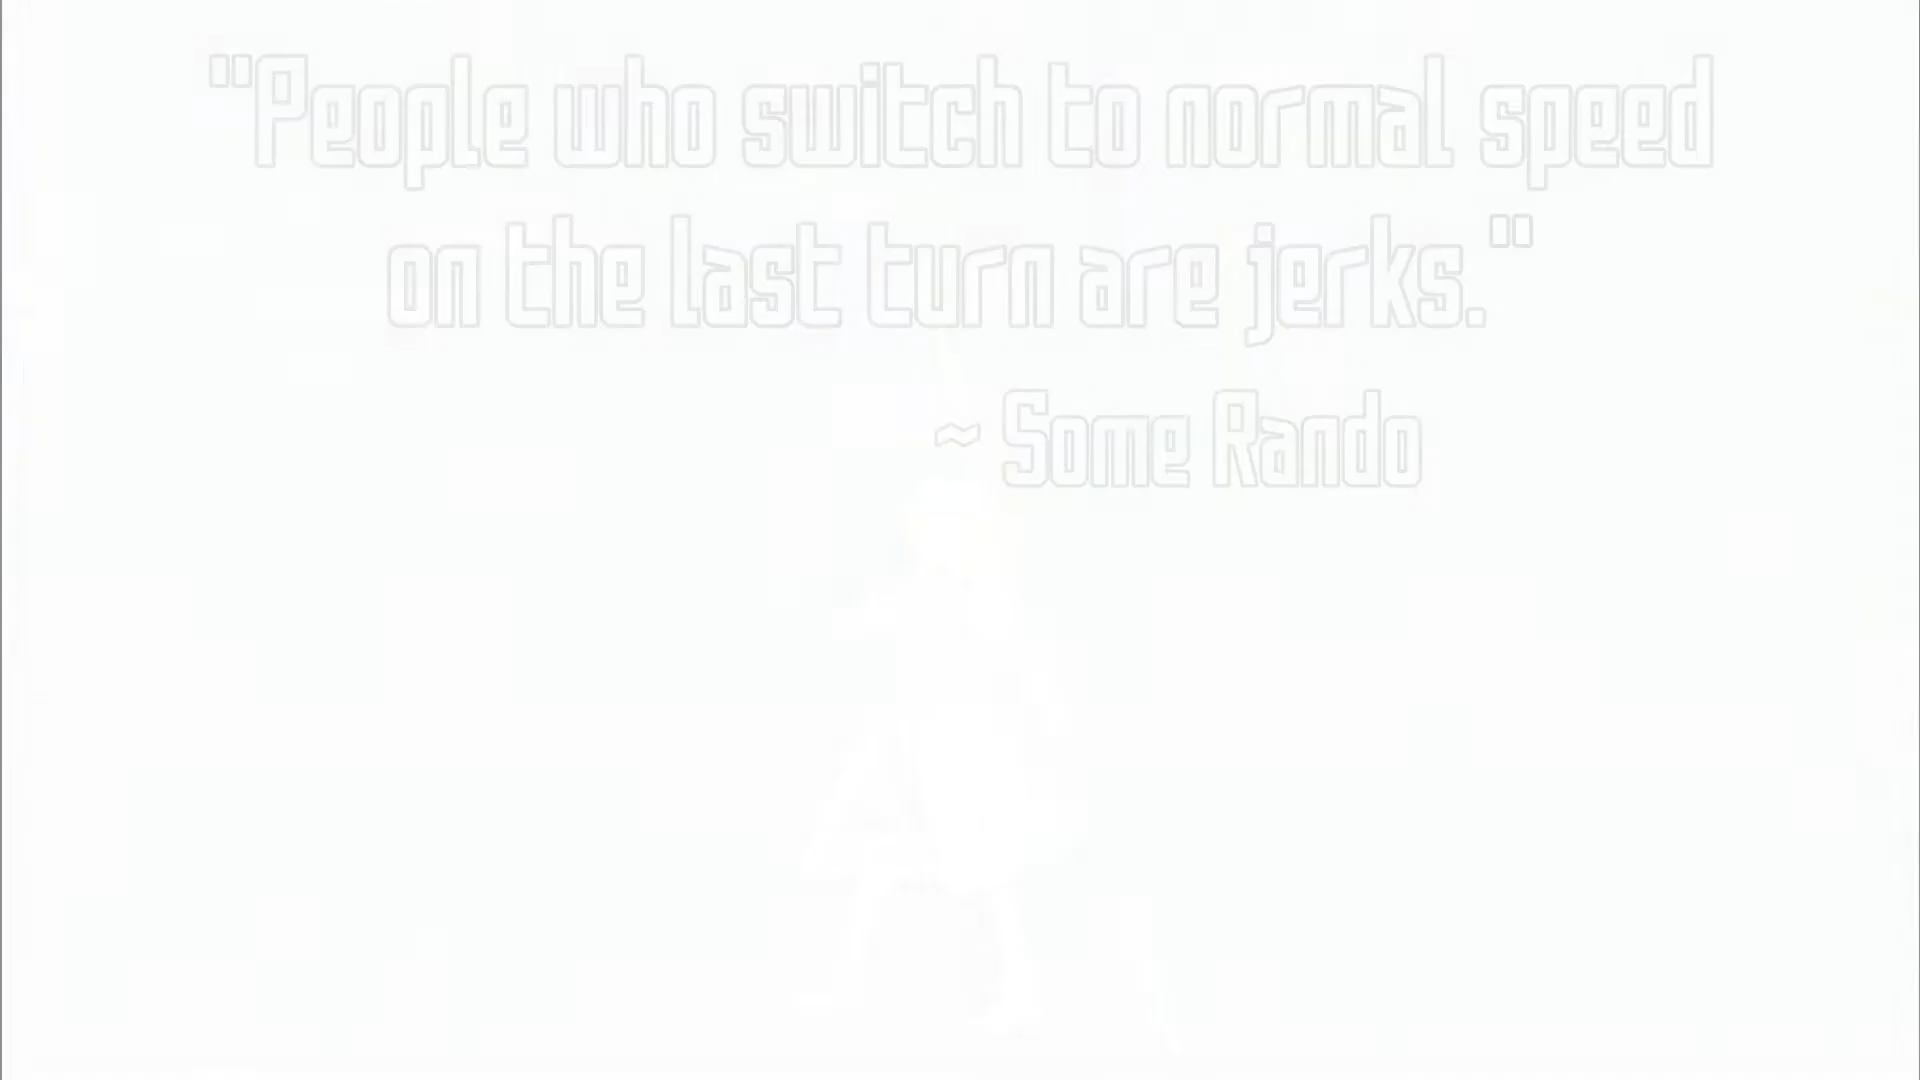 "People who switch to normal speed
on the last turn are jerks."
~ Some Rando